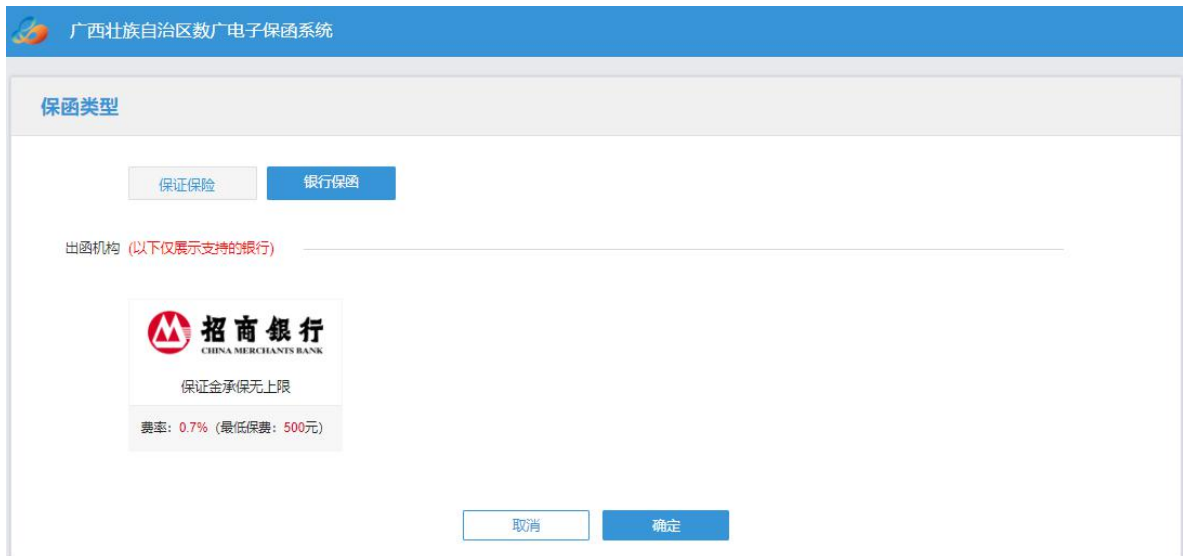 广西壮族自治区数广电子保函系统
保函类型
保证保险 银行保函
出函机构 (以下仅展示支持的银行)
招商银行
CHINA MERCHANTS BANK
保证金承保无上限
费率：0.7%（最低保费：500元）
取消 确定